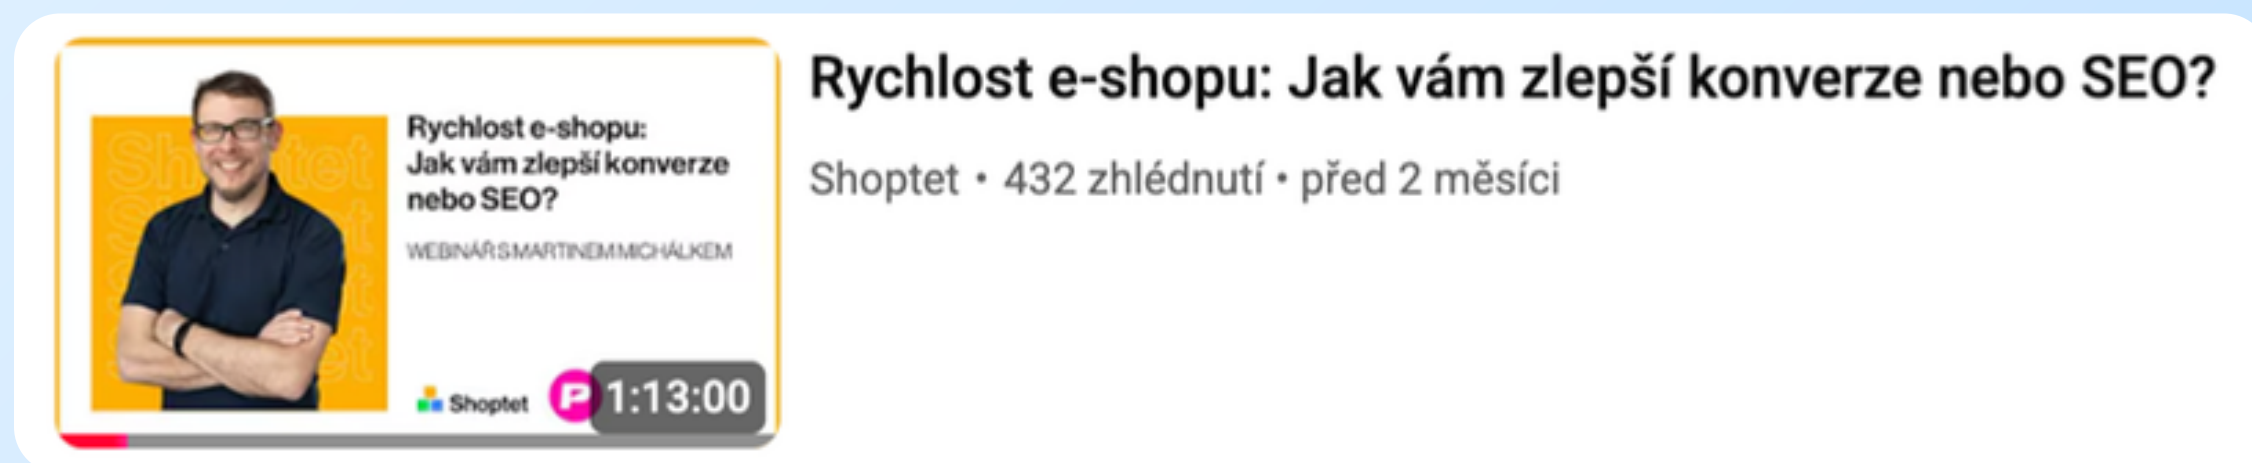 Rychlost e-shopu: Jak vám zlepší konverze nebo SEO?
Shoptet • 432 zhlédnutí • před 2 měsíci
Rychlost e-shopu:
Jak vám zlepší konverze
nebo SEO?
WEBINÁŘ S MARTINEM MICHÁLKEM
Shoptet
P
1:13:00